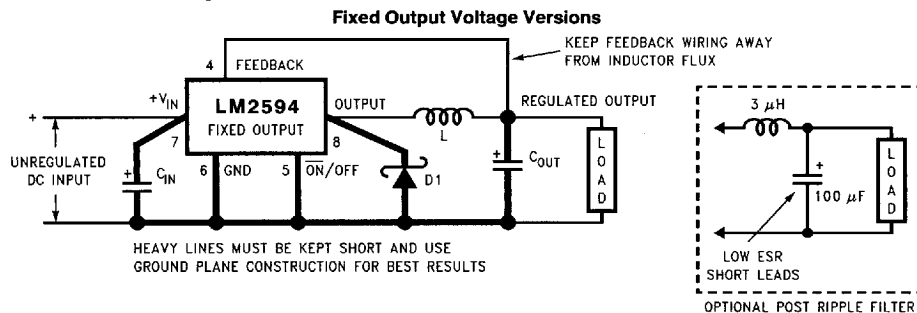 Fixed Output Voltage Versions
KEEP FEEDBACK WIRING AWAY
FROM INDUCTOR FLUX
4 FEEDBACK
+VIN
LM2594
FIXED OUTPUT
OUTPUT
L
REGULATED OUTPUT
3 μH
+
7
8
UNREGULATED
DC INPUT
+
CIN
6 GND
5 ON/OFF
D1
+
COUT
LOAD
+
100 μF
LOAD
HEAVY LINES MUST BE KEPT SHORT AND USE
GROUND PLANE CONSTRUCTION FOR BEST RESULTS
LOW ESR
SHORT LEADS
OPTIONAL POST RIPPLE FILTER